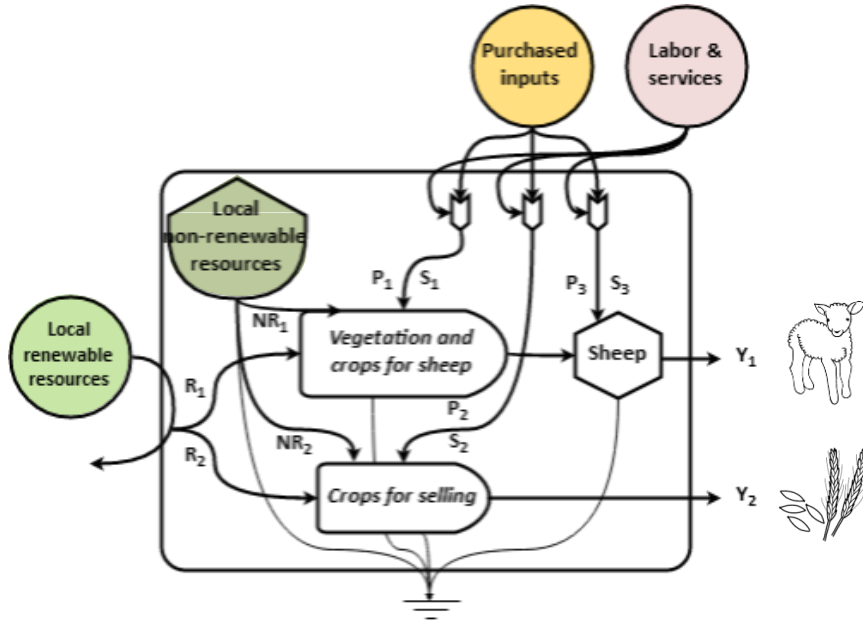 Purchased
inputs
Labor &
services
Local
non-renewable
resources
P1 S1
P3 S3
Local
renewable
resources
NR1
Vegetation and
crops for sheep
Sheep
Y1
R1
P2
S2
NR2
R2
Crops for selling
Y2